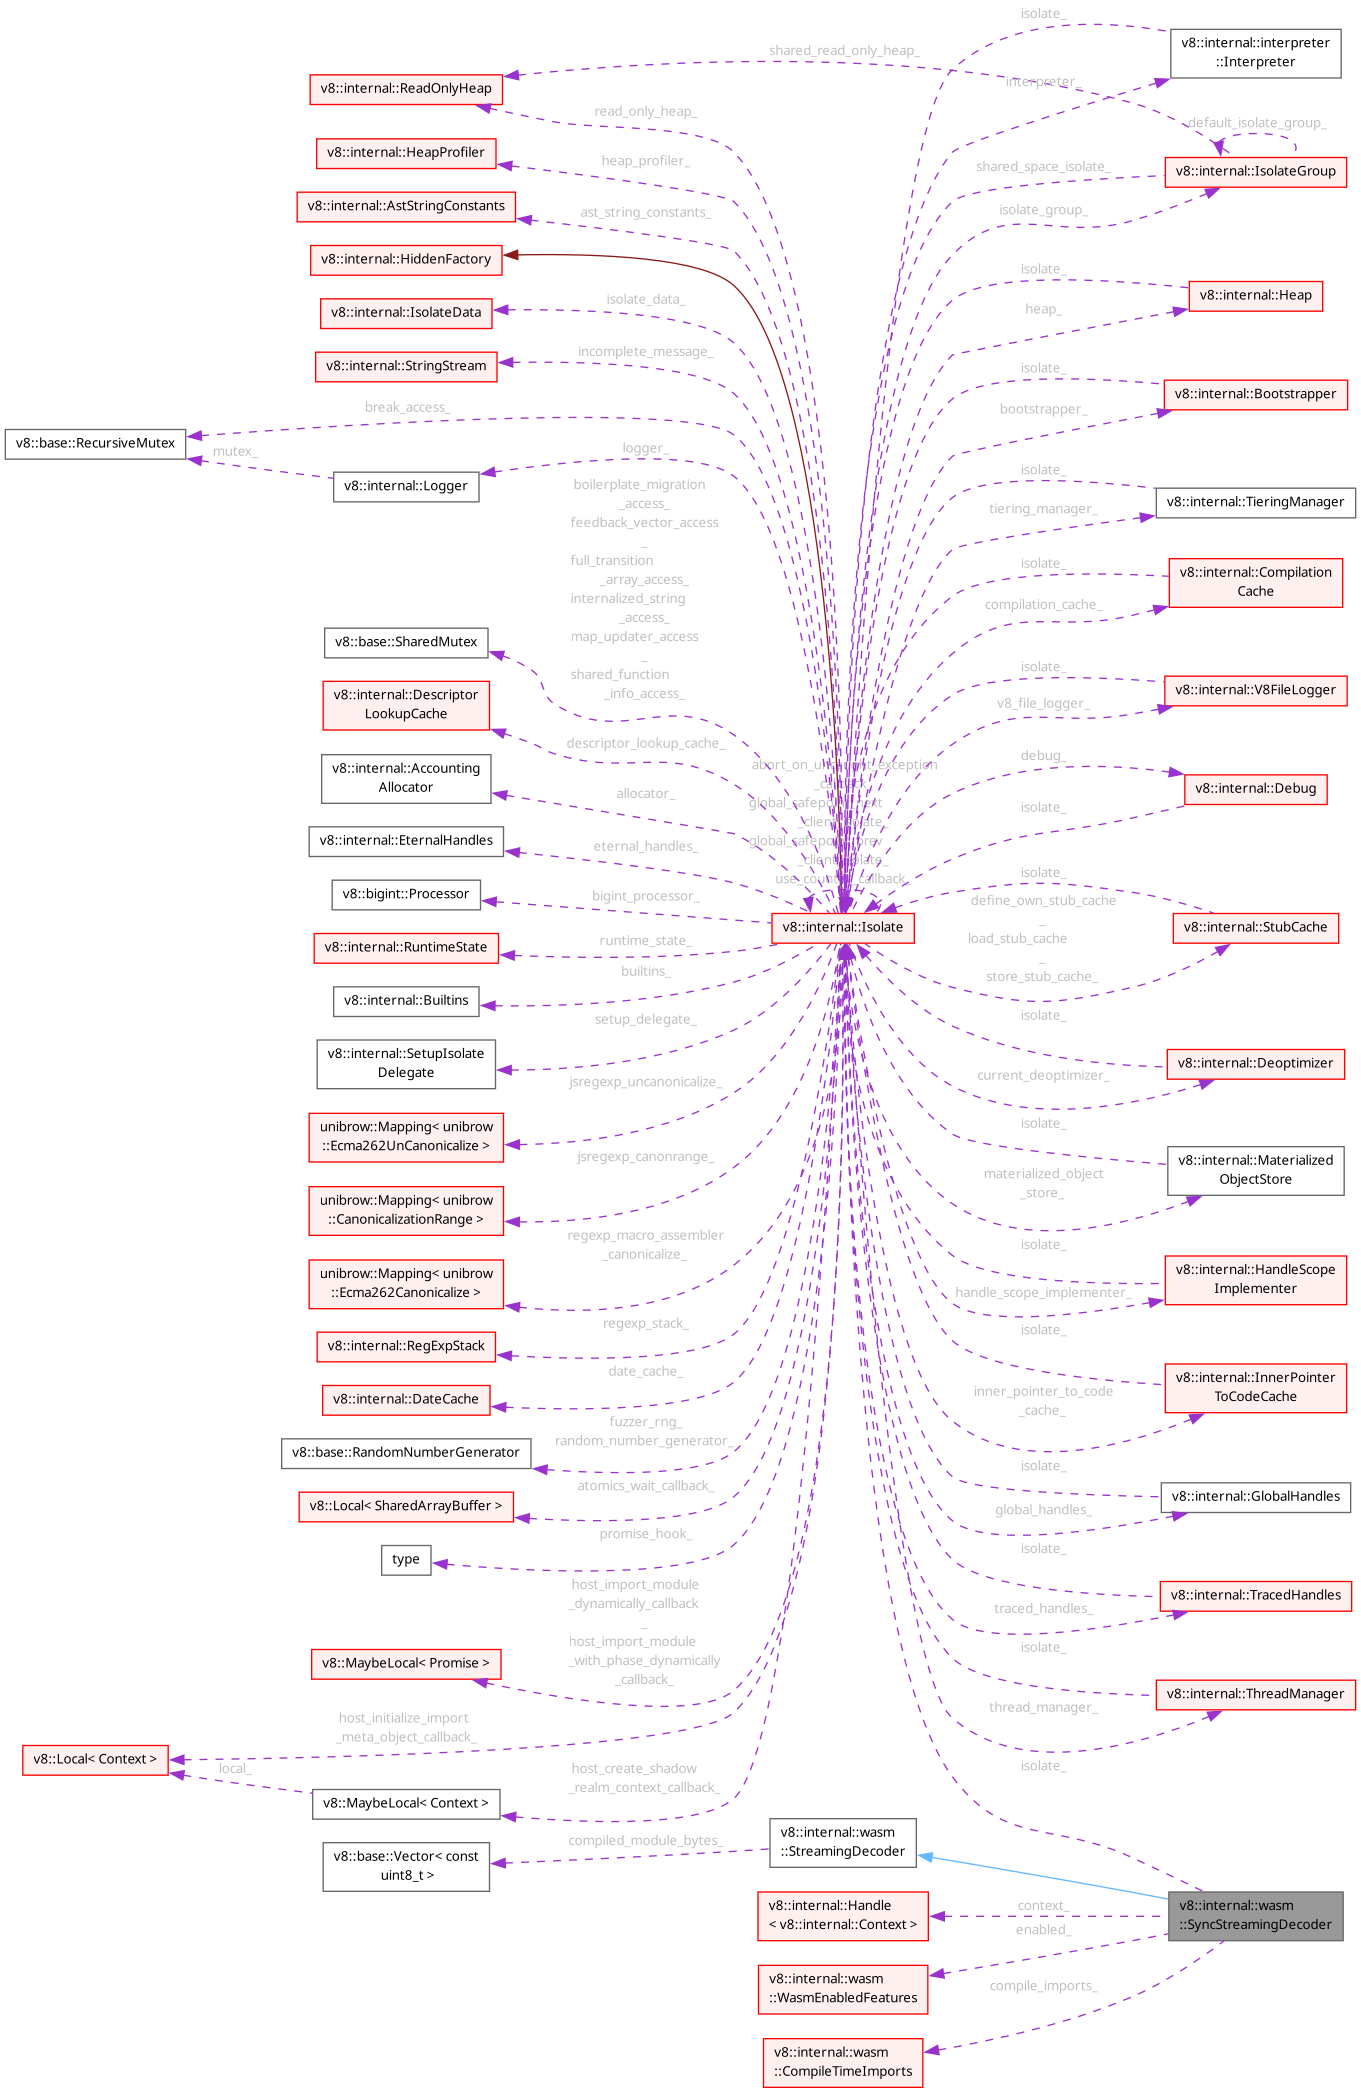 isolate_
v8::internal::interpreter
::Interpreter
shared_read_only_heap_
interpreter_
v8::internal::ReadOnlyHeap
read_only_heap_
default_isolate_group_
v8::internal::HeapProfiler
heap_profiler_
shared_space_isolate_
v8::internal::IsolateGroup
v8::internal::AstStringConstants
ast_string_constants_
isolate_group_
v8::internal::HiddenFactory
isolate_
v8::internal::Heap
v8::internal::IsolateData
isolate_data_
heap_
v8::internal::StringStream
incomplete_message_
isolate_
v8::internal::Bootstrapper
break_access_
bootstrapper_
v8::base::RecursiveMutex
mutex_
logger_
v8::internal::Logger
isolate_
v8::internal::TieringManager
tiering_manager_
boilerplate_migration
_access_
feedback_vector_access
_
full_transition
_array_access_
internalized_string
_access_
map_updater_access
_
shared_function
_info_access_
isolate_
v8::internal::Compilation
Cache
compilation_cache_
v8::base::SharedMutex
isolate_
v8::internal::V8FileLogger
v8_file_logger_
v8::internal::Descriptor
LookupCache
descriptor_lookup_cache_
debug_
v8::internal::Debug
isolate_
v8::internal::Accounting
Allocator
allocator_
abort_on_uncaught_exception
_callback_
global_safepoint_next
_client_isolate_
global_safepoint_prev
_client_isolate_
use_counter_callback_
v8::internal::EternalHandles
eternal_handles_
v8::bigint::Processor
bigint_processor_
v8::internal::Isolate
isolate_
define_own_stub_cache
_
load_stub_cache
_
store_stub_cache_
v8::internal::StubCache
v8::internal::RuntimeState
runtime_state_
v8::internal::Builtins
builtins_
isolate_
v8::internal::Deoptimizer
current_deoptimizer_
v8::internal::SetupIsolate
Delegate
setup_delegate_
jsregexp_uncanonicalize_
unibrow::Mapping< unibrow
::Ecma262UnCanonicalize >
isolate_
v8::internal::Materialized
ObjectStore
materialized_object
_store_
jsregexp_canonrange_
unibrow::Mapping< unibrow
::CanonicalizationRange >
isolate_
v8::internal::HandleScope
Implementer
handle_scope_implementer_
regexp_macro_assembler
_canonicalize_
unibrow::Mapping< unibrow
::Ecma262Canonicalize >
regexp_stack_
v8::internal::RegExpStack
isolate_
v8::internal::InnerPointer
ToCodeCache
inner_pointer_to_code
_cache_
date_cache_
v8::internal::DateCache
fuzzer_rng_
random_number_generator_
v8::base::RandomNumberGenerator
isolate_
v8::internal::GlobalHandles
global_handles_
atomics_wait_callback_
v8::Local< SharedArrayBuffer >
promise_hook_
type
isolate_
v8::internal::TracedHandles
traced_handles_
host_import_module
_dynamically_callback
_
host_import_module
_with_phase_dynamically
_callback_
v8::MaybeLocal< Promise >
isolate_
v8::internal::ThreadManager
thread_manager_
host_initialize_import
_meta_object_callback_
v8::Local< Context >
local_
host_create_shadow
_realm_context_callback_
v8::MaybeLocal< Context >
isolate_
v8::base::Vector< const
uint8_t >
compiled_module_bytes_
v8::internal::wasm
::StreamingDecoder
v8::internal::Handle
< v8::internal::Context >
context_
enabled_
v8::internal::wasm
::SyncStreamingDecoder
v8::internal::wasm
::WasmEnabledFeatures
compile_imports_
v8::internal::wasm
::CompileTimeImports